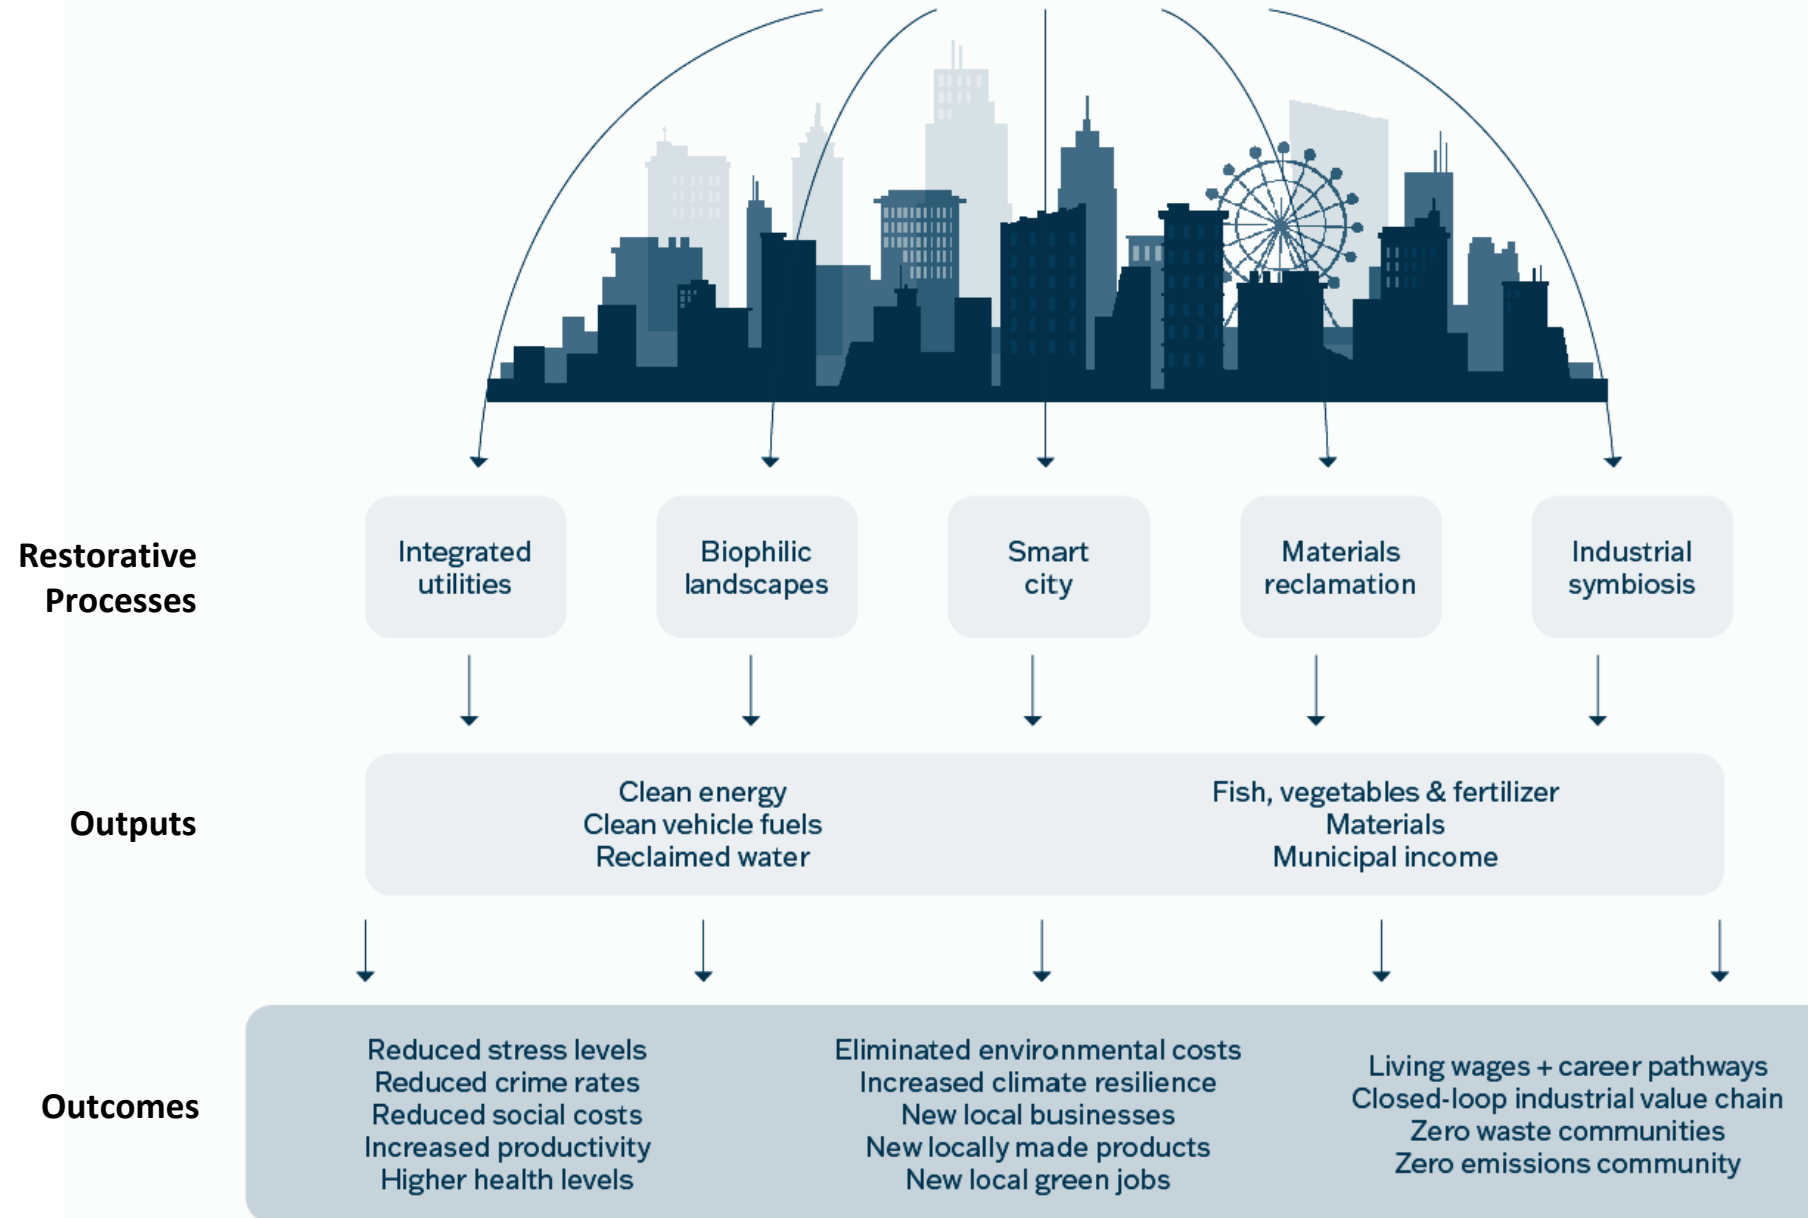 Restorative
Processes
Integrated
utilities
Biophilic
landscapes
Smart
city
Materials
reclamation
Industrial
symbiosis
Outputs
Clean energy
Clean vehicle fuels
Reclaimed water
Fish, vegetables & fertilizer
Materials
Municipal income
Outcomes
Reduced stress levels
Reduced crime rates
Reduced social costs
Increased productivity
Higher health levels
Eliminated environmental costs
Increased climate resilience
New local businesses
New locally made products
New local green jobs
Living wages + career pathways
Closed-loop industrial value chain
Zero waste communities
Zero emissions community